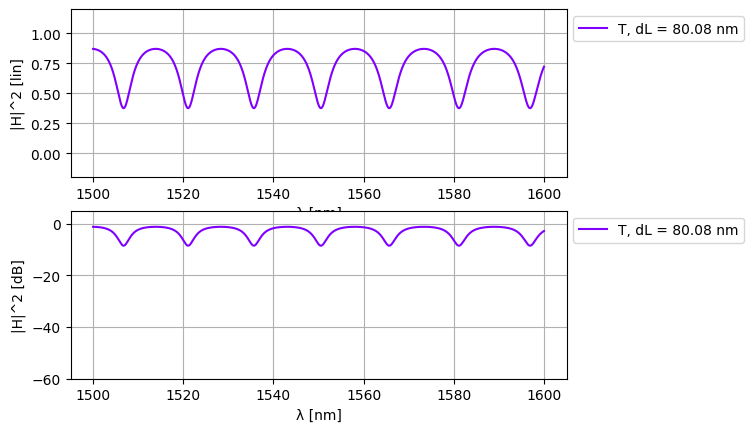 |H|^2 [lin]
1.00
0.75
0.50
0.25
0.00
1500 1520 1540 1560 1580 1600
λ [nm]
T, dL = 80.08 nm
|H|^2 [dB]
0
−20
−40
−60
1500 1520 1540 1560 1580 1600
λ [nm]
T, dL = 80.08 nm